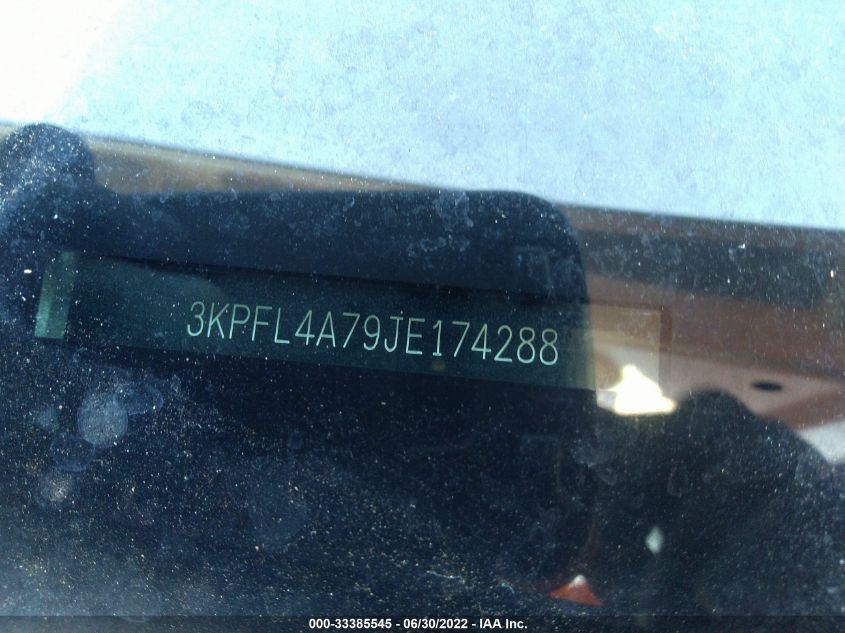 3KPFL4A79JE174288
000-33385545 - 06/30/2022 - IAA Inc.